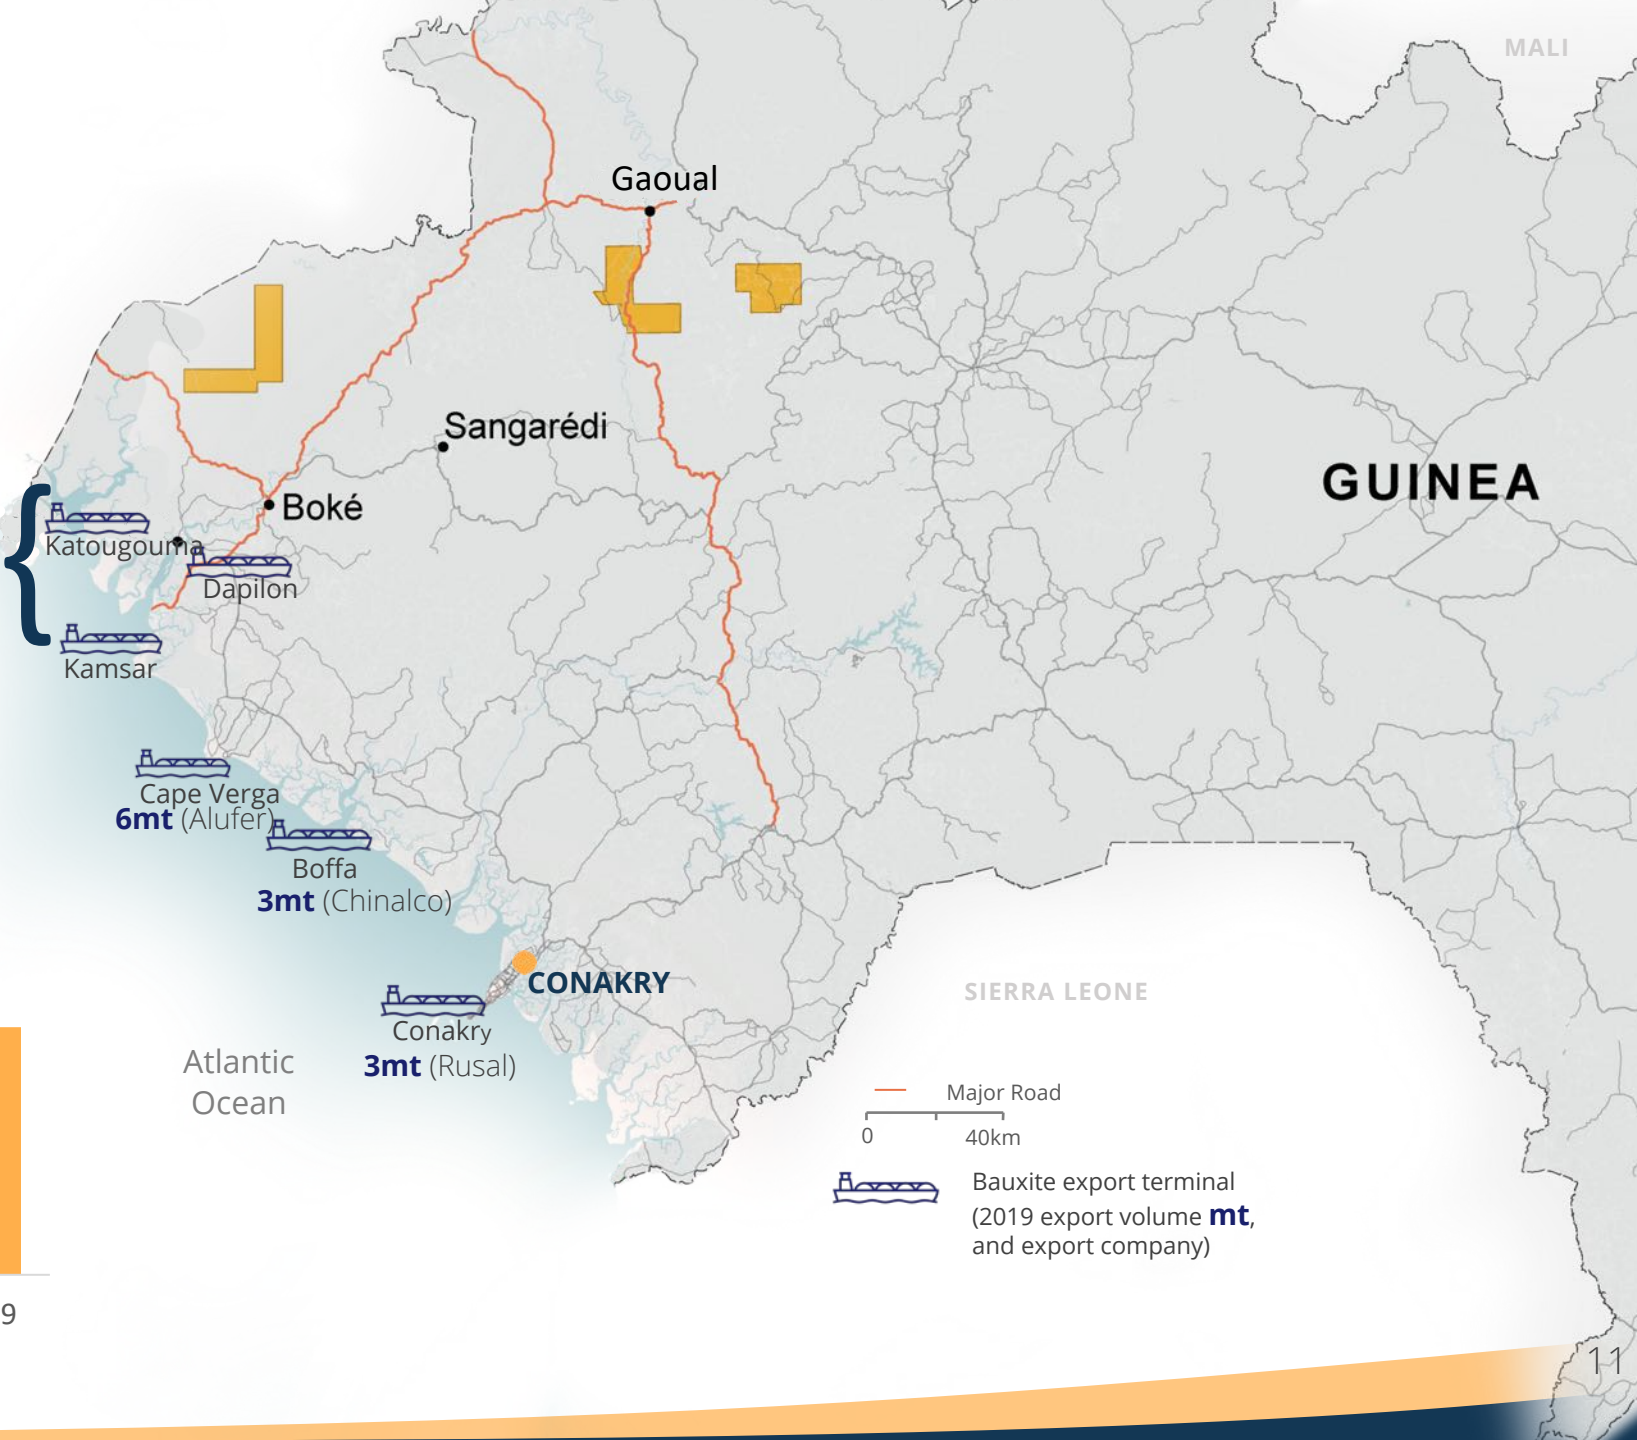 MALI
Gaoual
Sangarédi
GUINEA
Boké
Katougouma
Dapilon
Kamsar
Cape Verga
6mt (Alufer)
Boffa
3mt (Chinalco)
CONAKRY
SIERRA LEONE
Conakry
3mt (Rusal)
Atlantic
Ocean
Major Road
0 40km
Bauxite export terminal
(2019 export volume mt,
and export company)
9
11